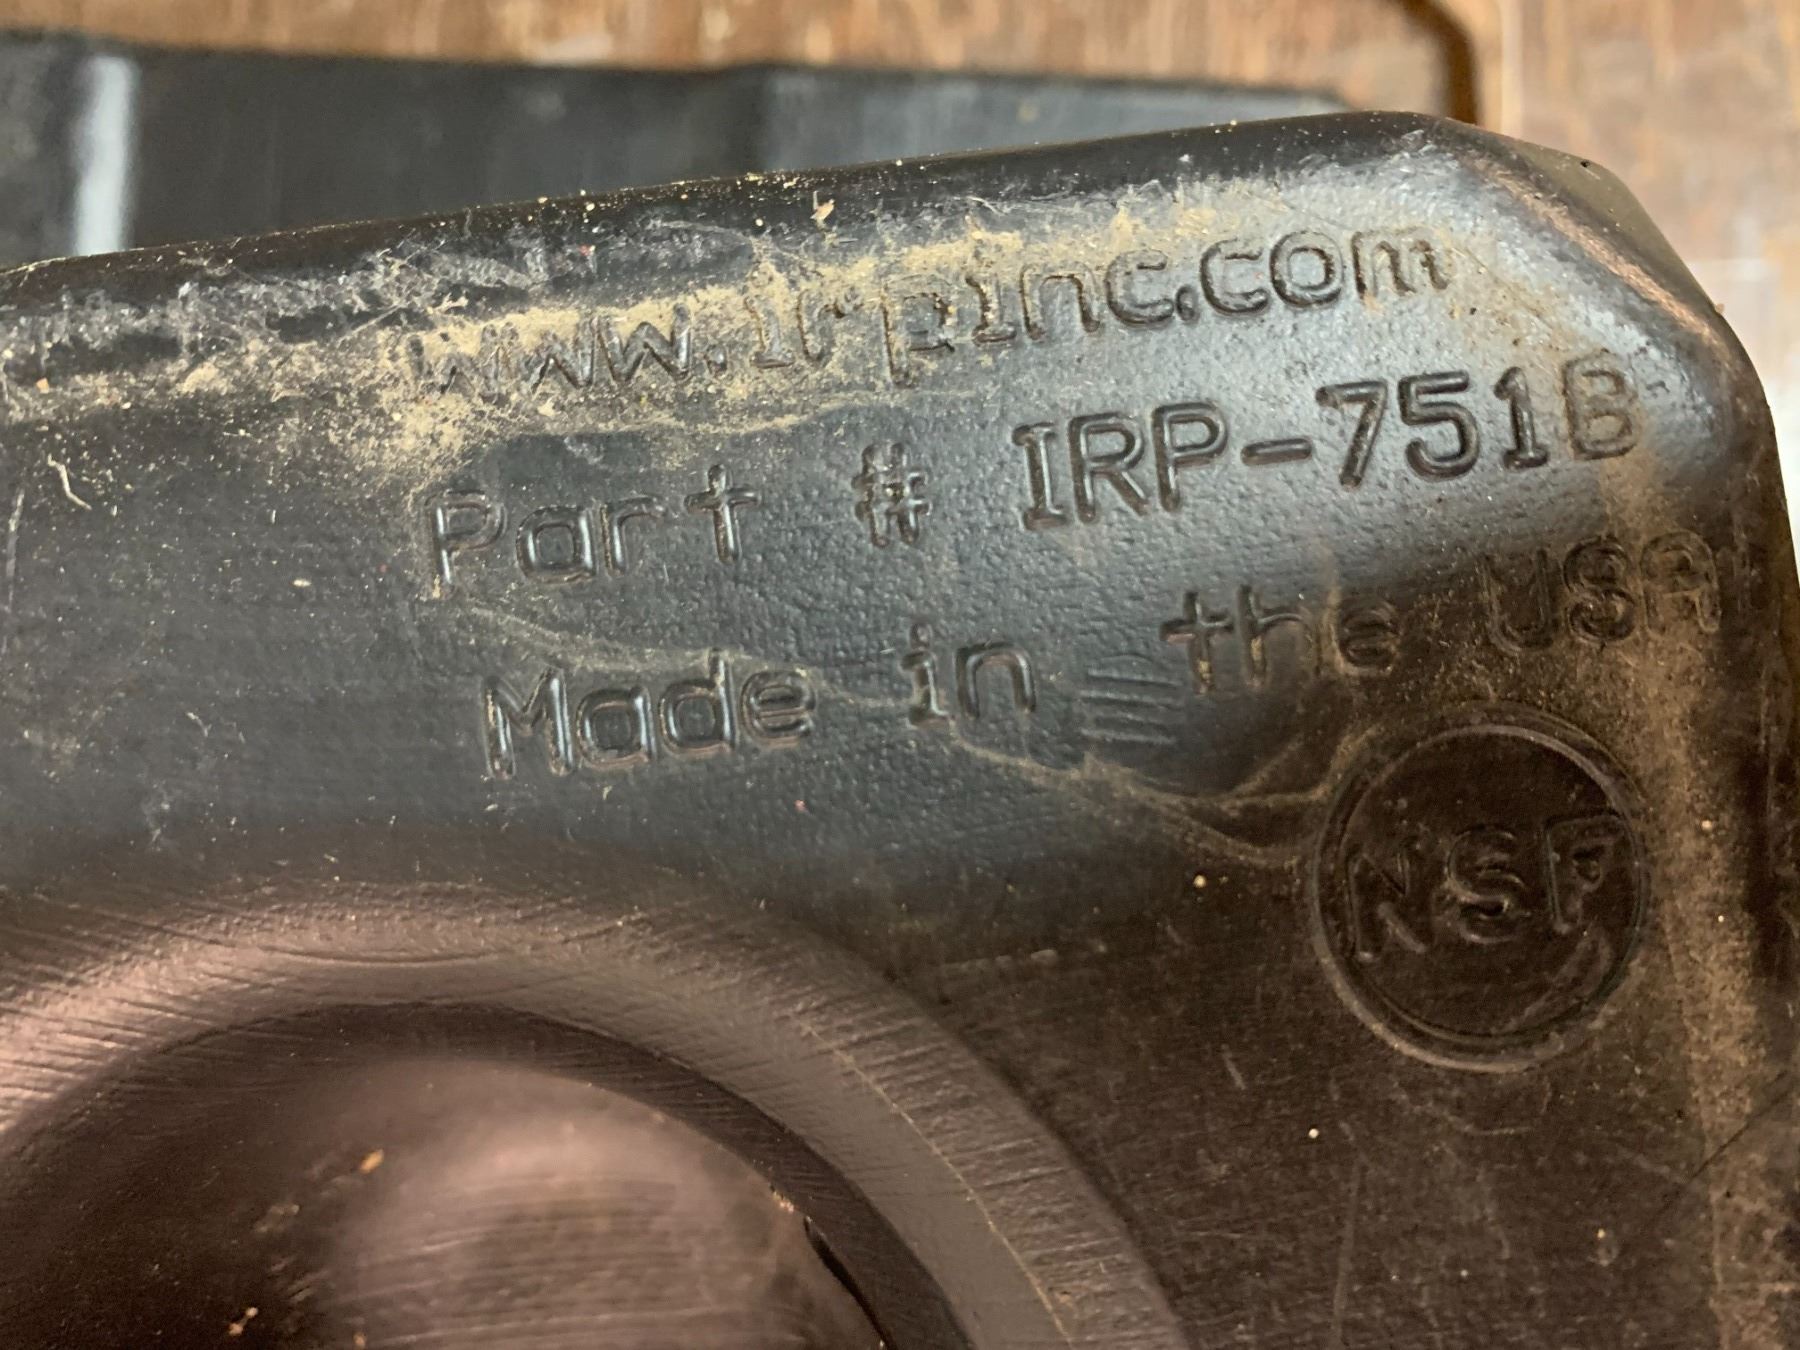 www.irpinc.com
Part # IRP-751B
Made in the USA
NSF